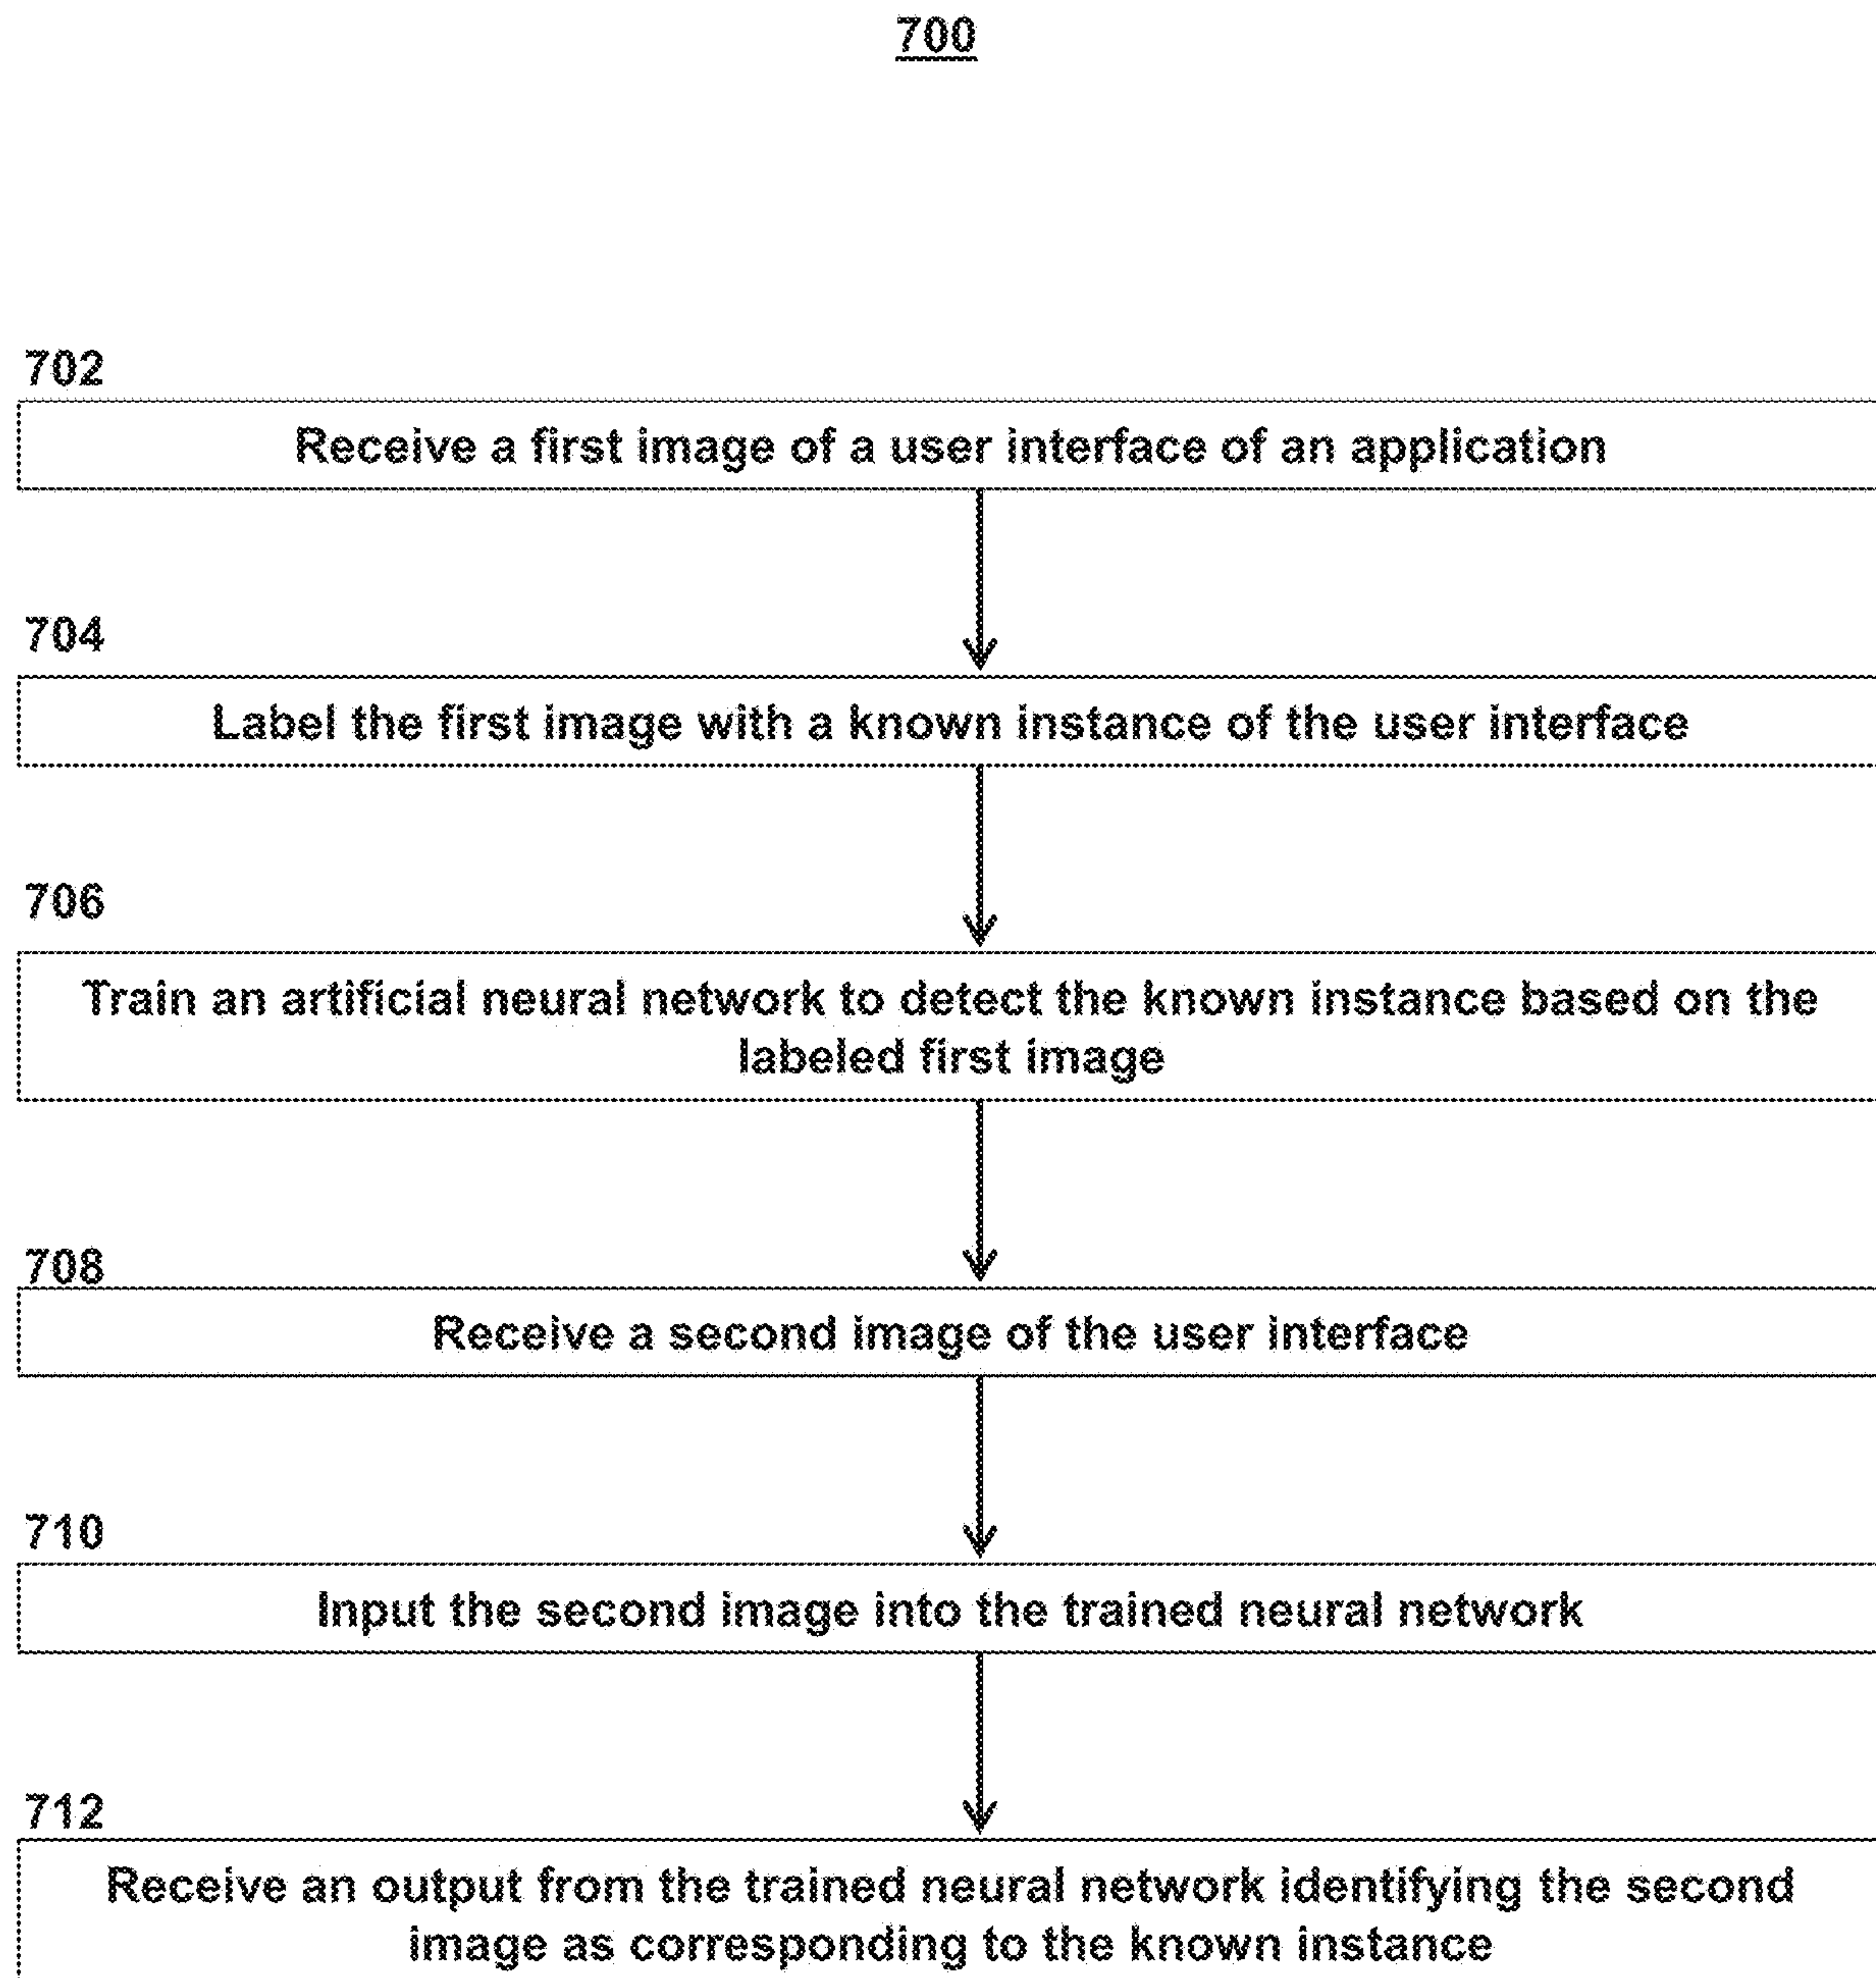 700
702
Receive a first image of a user interface of an application
704
Label the first image with a known instance of the user interface
706
Train an artificial neural network to detect the known instance based on the
labeled first image
708
Receive a second image of the user interface
710
Input the second image into the trained neural network
712
Receive an output from the trained neural network identifying the second
image as corresponding to the known instance